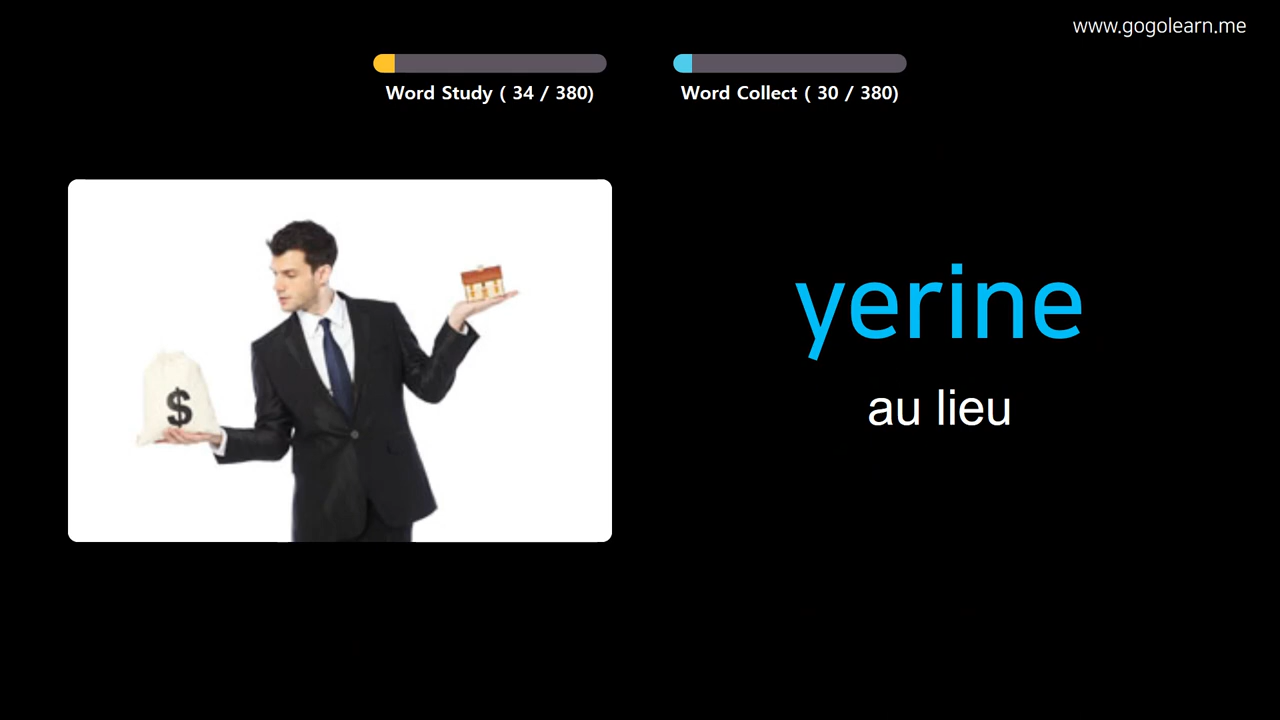 www.gogolearn.me
Word Study ( 34 / 380)
Word Collect ( 30 / 380)
$
yerine
au lieu